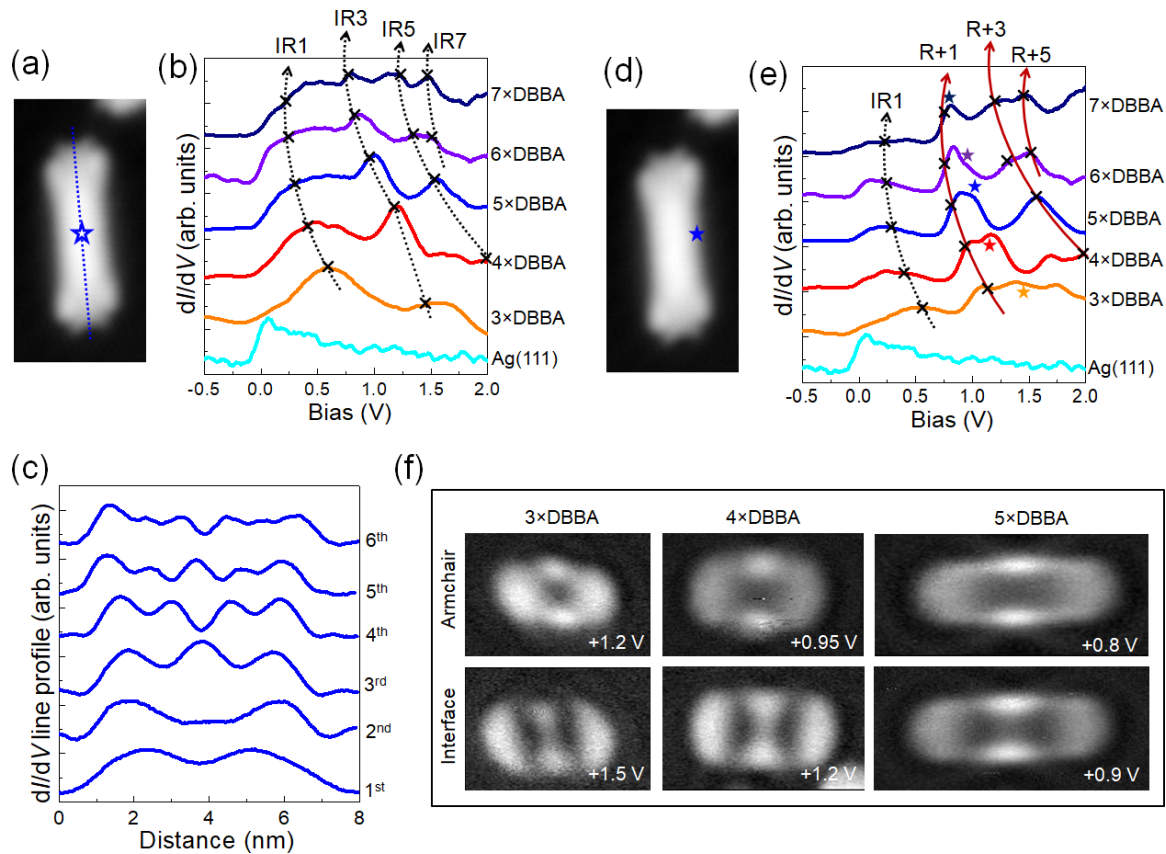 (a)
(b)
IR1
IR3
IR5
IR7
7×DBBA
6×DBBA
5×DBBA
4×DBBA
3×DBBA
Ag(111)
dI/dV (arb. units)
-0.5 0.0 0.5 1.0 1.5 2.0
Bias (V)
(d)
(e)
IR1
R+1
R+3
R+5
7×DBBA
6×DBBA
5×DBBA
4×DBBA
3×DBBA
Ag(111)
dI/dV (arb. units)
-0.5 0.0 0.5 1.0 1.5 2.0
Bias (V)
(c)
dI/dV line profile (arb. units)
6th
5th
4th
3rd
2nd
1st
0 2 4 6 8
Distance (nm)
(f)
3×DBBA 4×DBBA 5×DBBA
Armchair
+1.2 V +0.95 V +0.8 V
Interface
+1.5 V +1.2 V +0.9 V